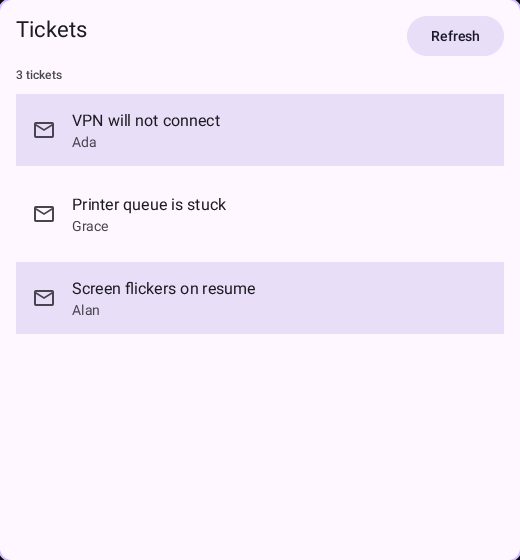 Tickets
Refresh
3 tickets
VPN will not connect
Ada
Printer queue is stuck
Grace
Screen flickers on resume
Alan